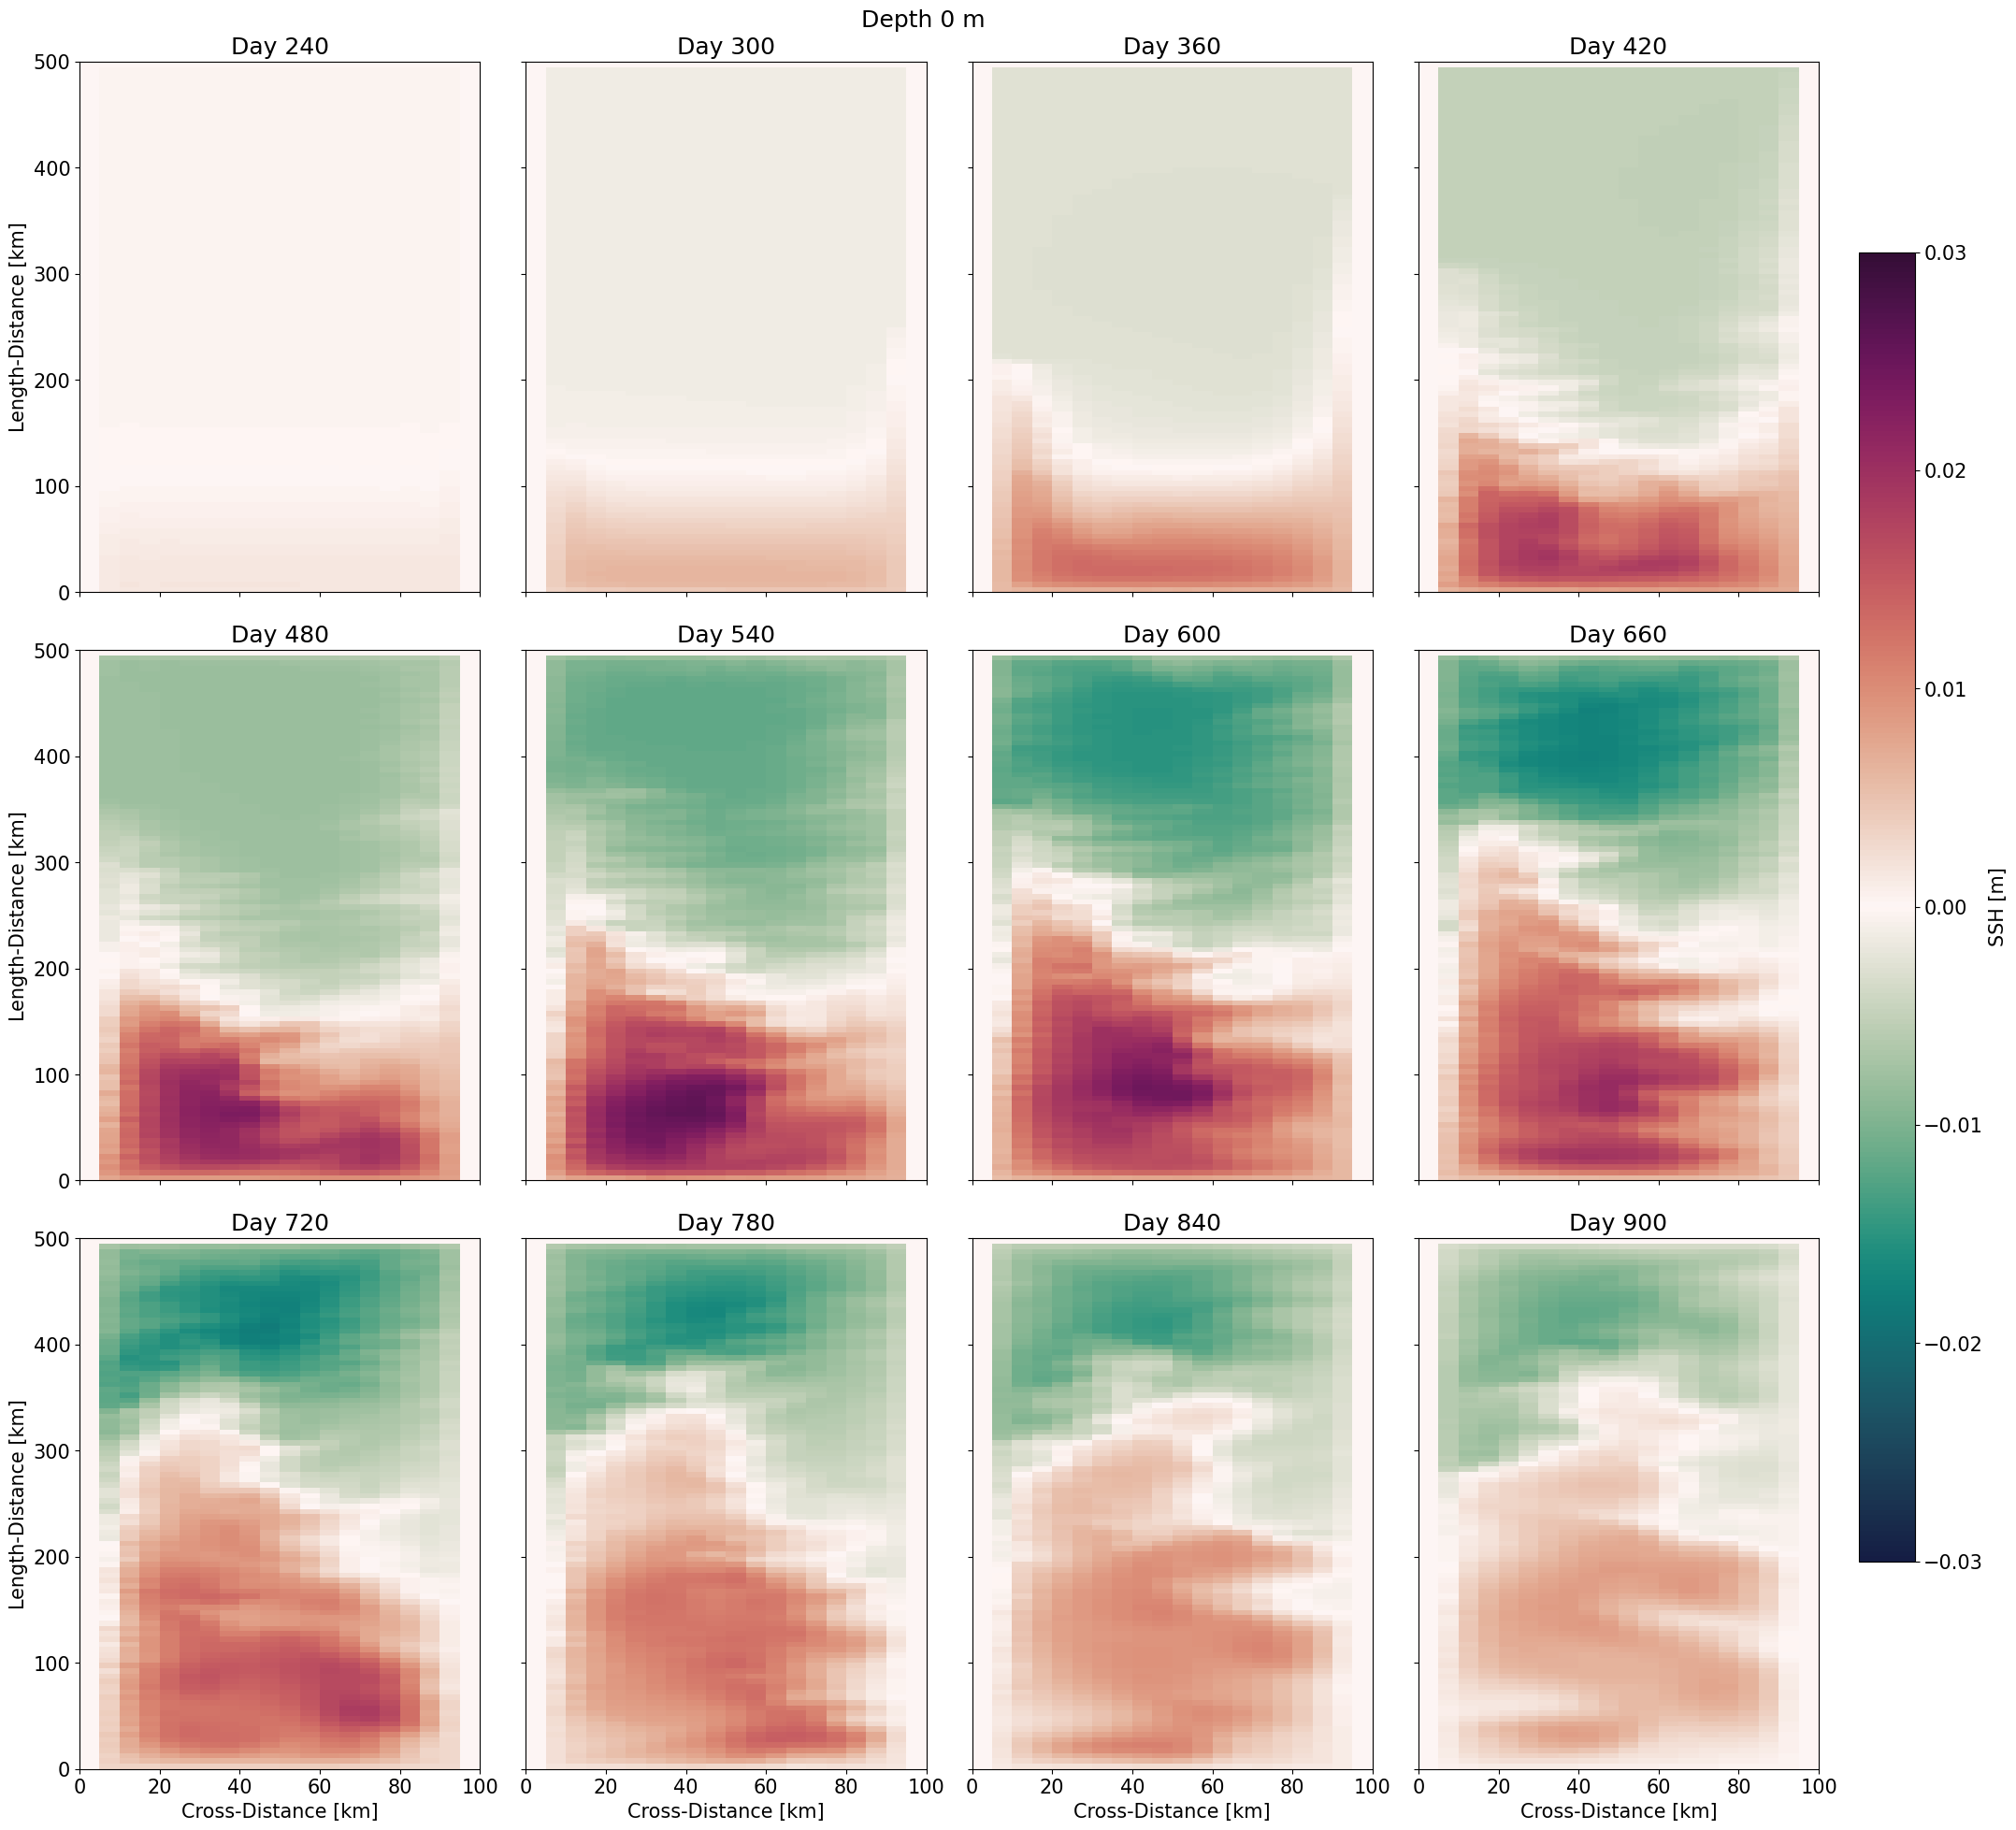 Depth 0 m
Day 240
Day 300
Day 360
Day 420
500
400
300
200
100
0
Length-Distance [km]
Day 480
Day 540
Day 600
Day 660
500
400
300
200
100
0
Length-Distance [km]
Day 720
Day 780
Day 840
Day 900
500
400
300
200
100
0
Length-Distance [km]
0 20 40 60 80 100
0 20 40 60 80 100
0 20 40 60 80 100
0 20 40 60 80 100
Cross-Distance [km]
Cross-Distance [km]
Cross-Distance [km]
Cross-Distance [km]
0.03
0.02
0.01
0.00
−0.01
−0.02
−0.03
SSH [m]